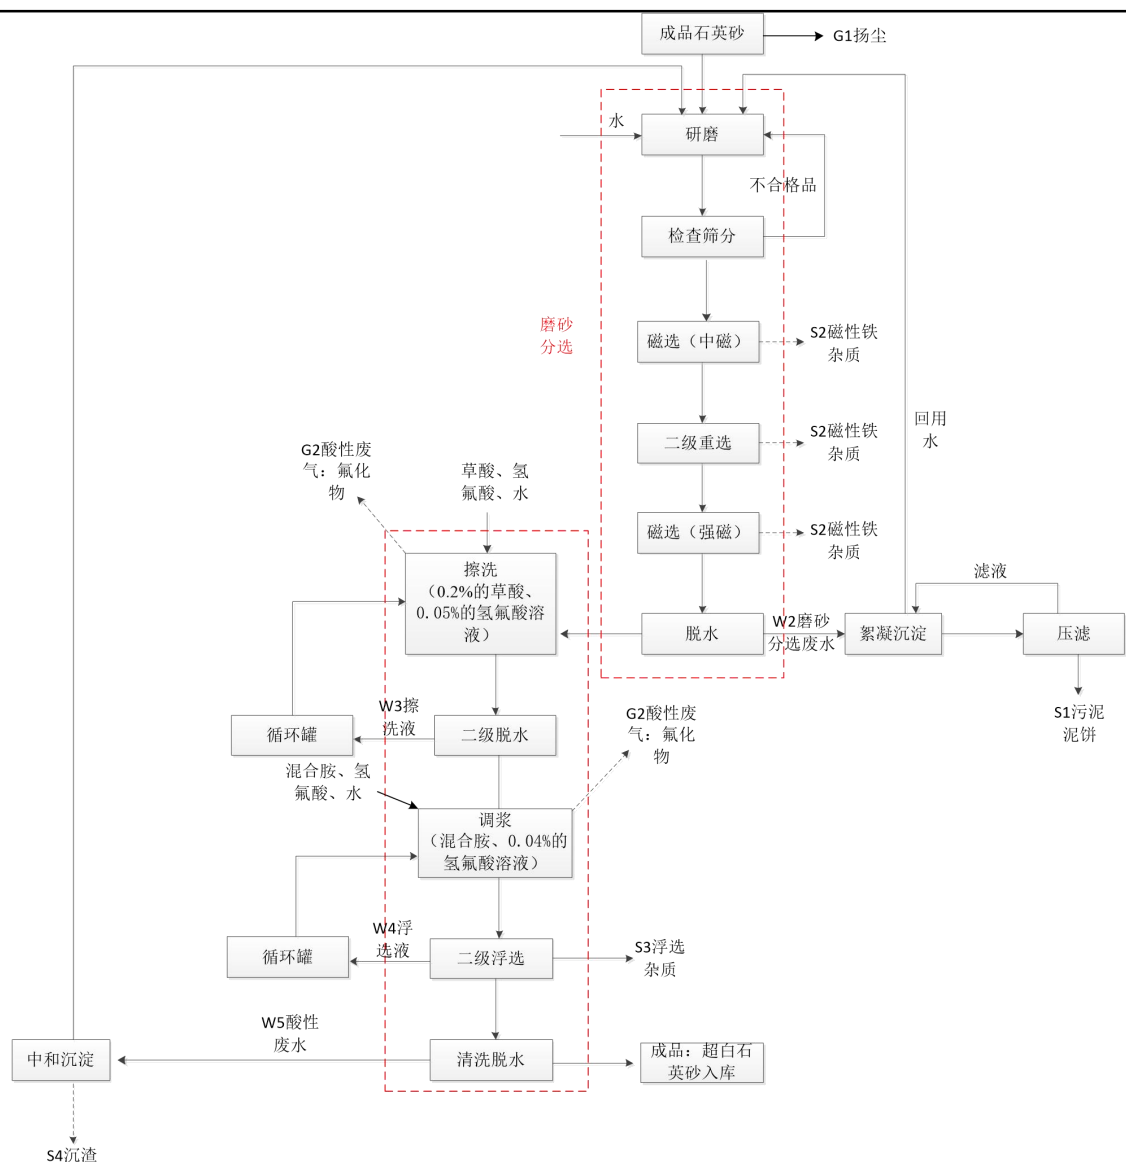 成品石英砂
G1扬尘
水
研磨
不合格品
检查筛分
磨砂
分选
磁选（中磁）
S2磁性铁
杂质
回用
水
二级重选
S2磁性铁
杂质
G2酸性废
气：氟化
物
草酸、氢
氟酸、水
磁选（强磁）
S2磁性铁
杂质
擦洗
（0.2%的草酸、
0.05%的氢氟酸溶
液）
脱水
W2磨砂
分选废水
絮凝沉淀
滤液
压滤
S1污泥
泥饼
循环罐
W3擦
洗液
二级脱水
G2酸性废
气：氟化
物
混合胺、氢
氟酸、水
调浆
（混合胺、0.04%的
氢氟酸溶液）
循环罐
W4浮
选液
二级浮选
S3浮选
杂质
W5酸性
废水
中和沉淀
清洗脱水
成品：超白石
英砂入库
S4沉渣